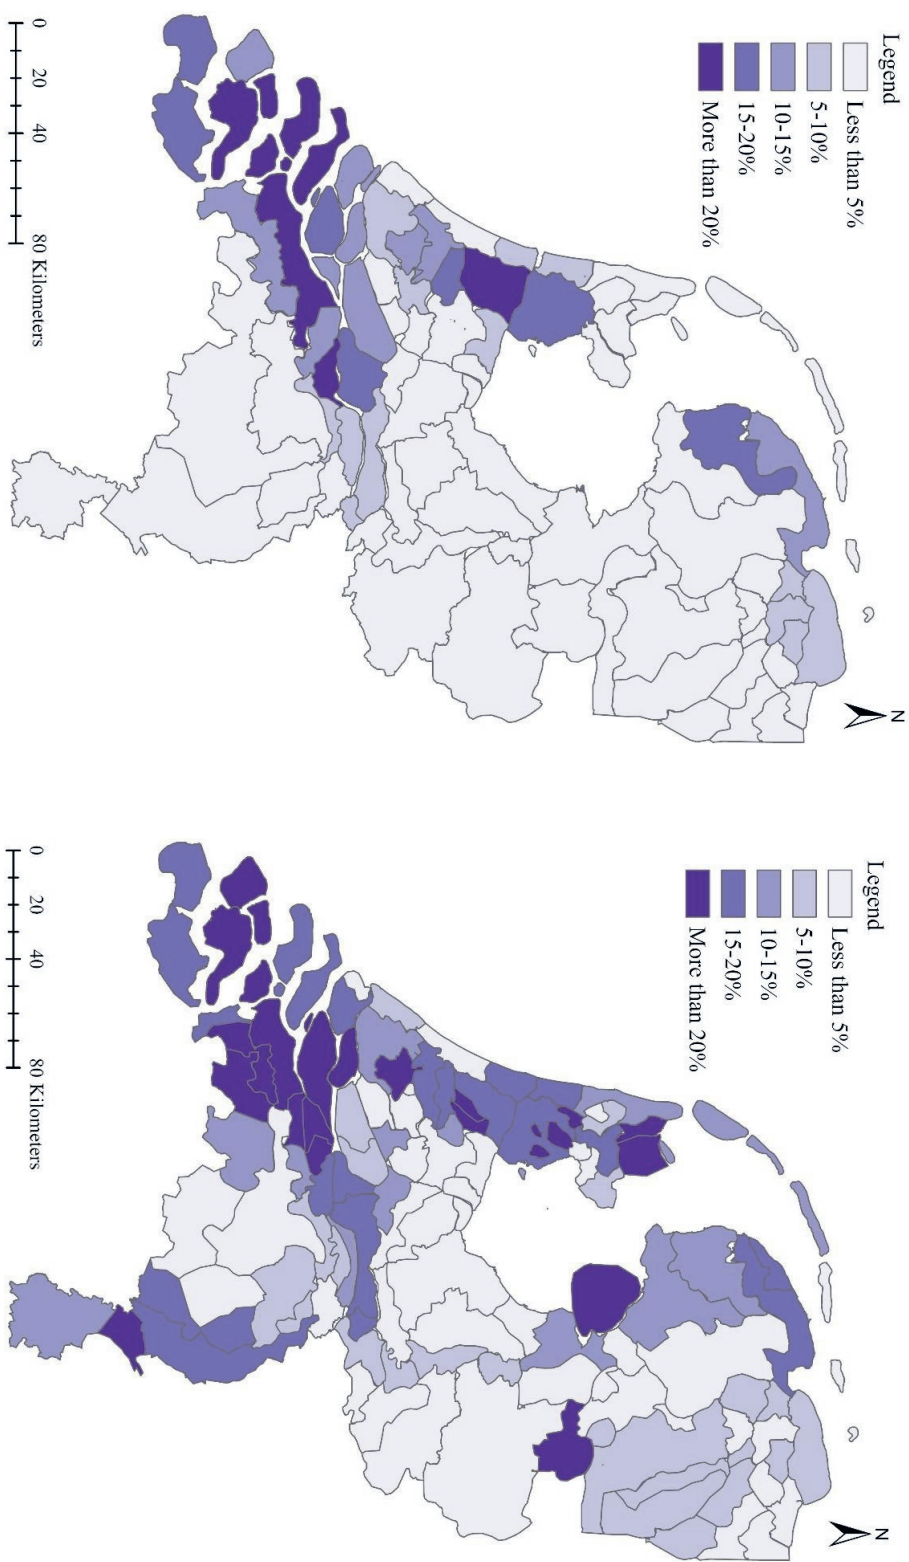 Legend
Less than 5%
5-10%
10-15%
15-20%
More than 20%
N
0 20 40 80 Kilometers
Legend
Less than 5%
5-10%
10-15%
15-20%
More than 20%
N
0 20 40 80 Kilometers